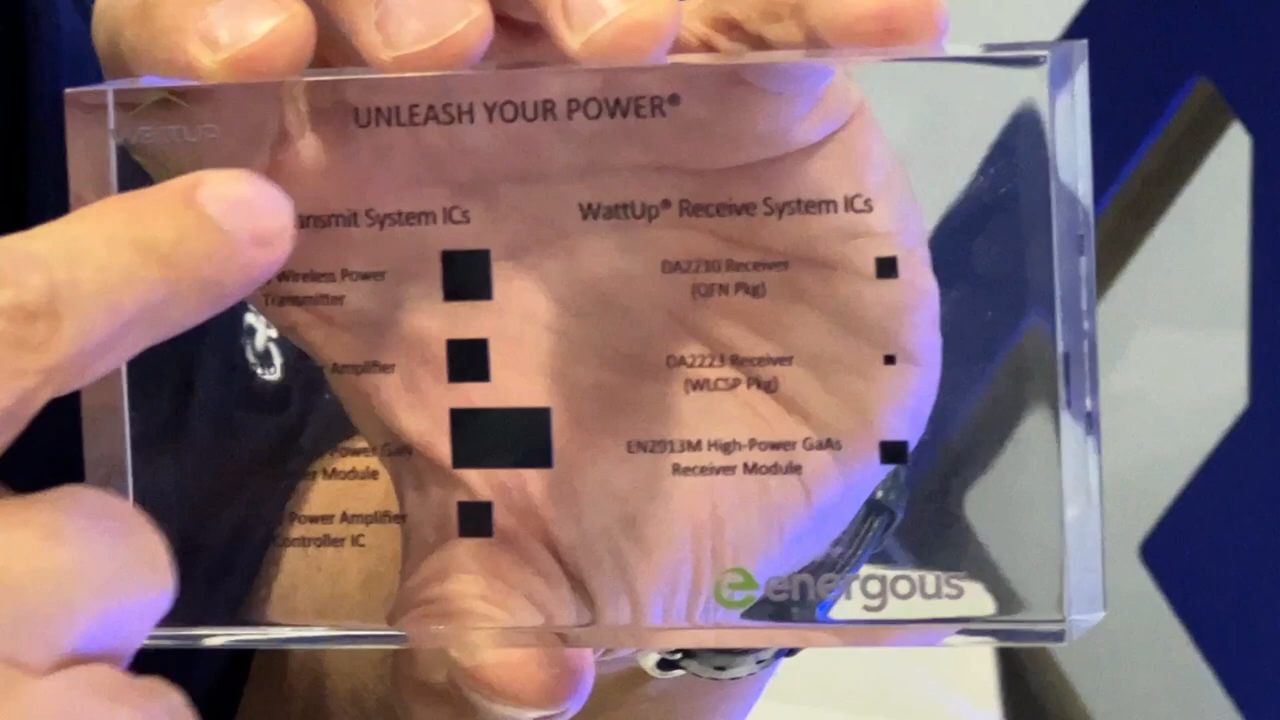 WATTUP
UNLEASH YOUR POWER®
System ICs
Wireless Power
Transmitter
Amplifier
Module
Power Amplifier
Controller IC
WattUp® Receive System ICs
DA2230 Receiver
(QFN Pkg)
DA2223 Receiver
(WLCSP Pkg)
EN2913M High-Power GaAs
Receiver Module
energous